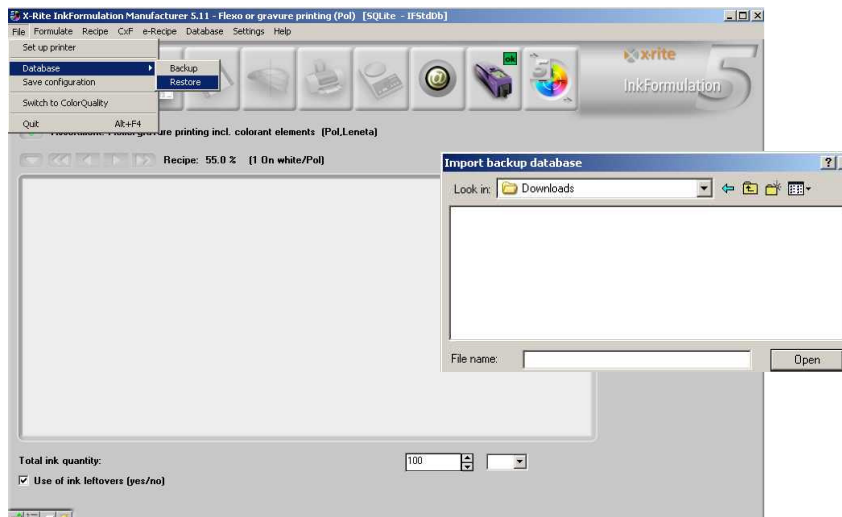 X-Rite InkFormulation Manufacturer 5.11 - Flexo or gravure printing (Pol) [SQLite - IFStdDb]
File Formulate Recipe CxF e-Recipe Database Settings Help
Set up printer
Database
Backup
Save configuration
Restore
Switch to ColorQuality
Quit Alt+F4
ok
x·rite
InkFormulation 5
printing incl. colorant elements (Pol,Leneta)
Recipe: 55.0 % (1 On white/Pol)
Import backup database
Look in: Downloads
File name:
Open
Total ink quantity:
100
Use of ink leftovers (yes/no)